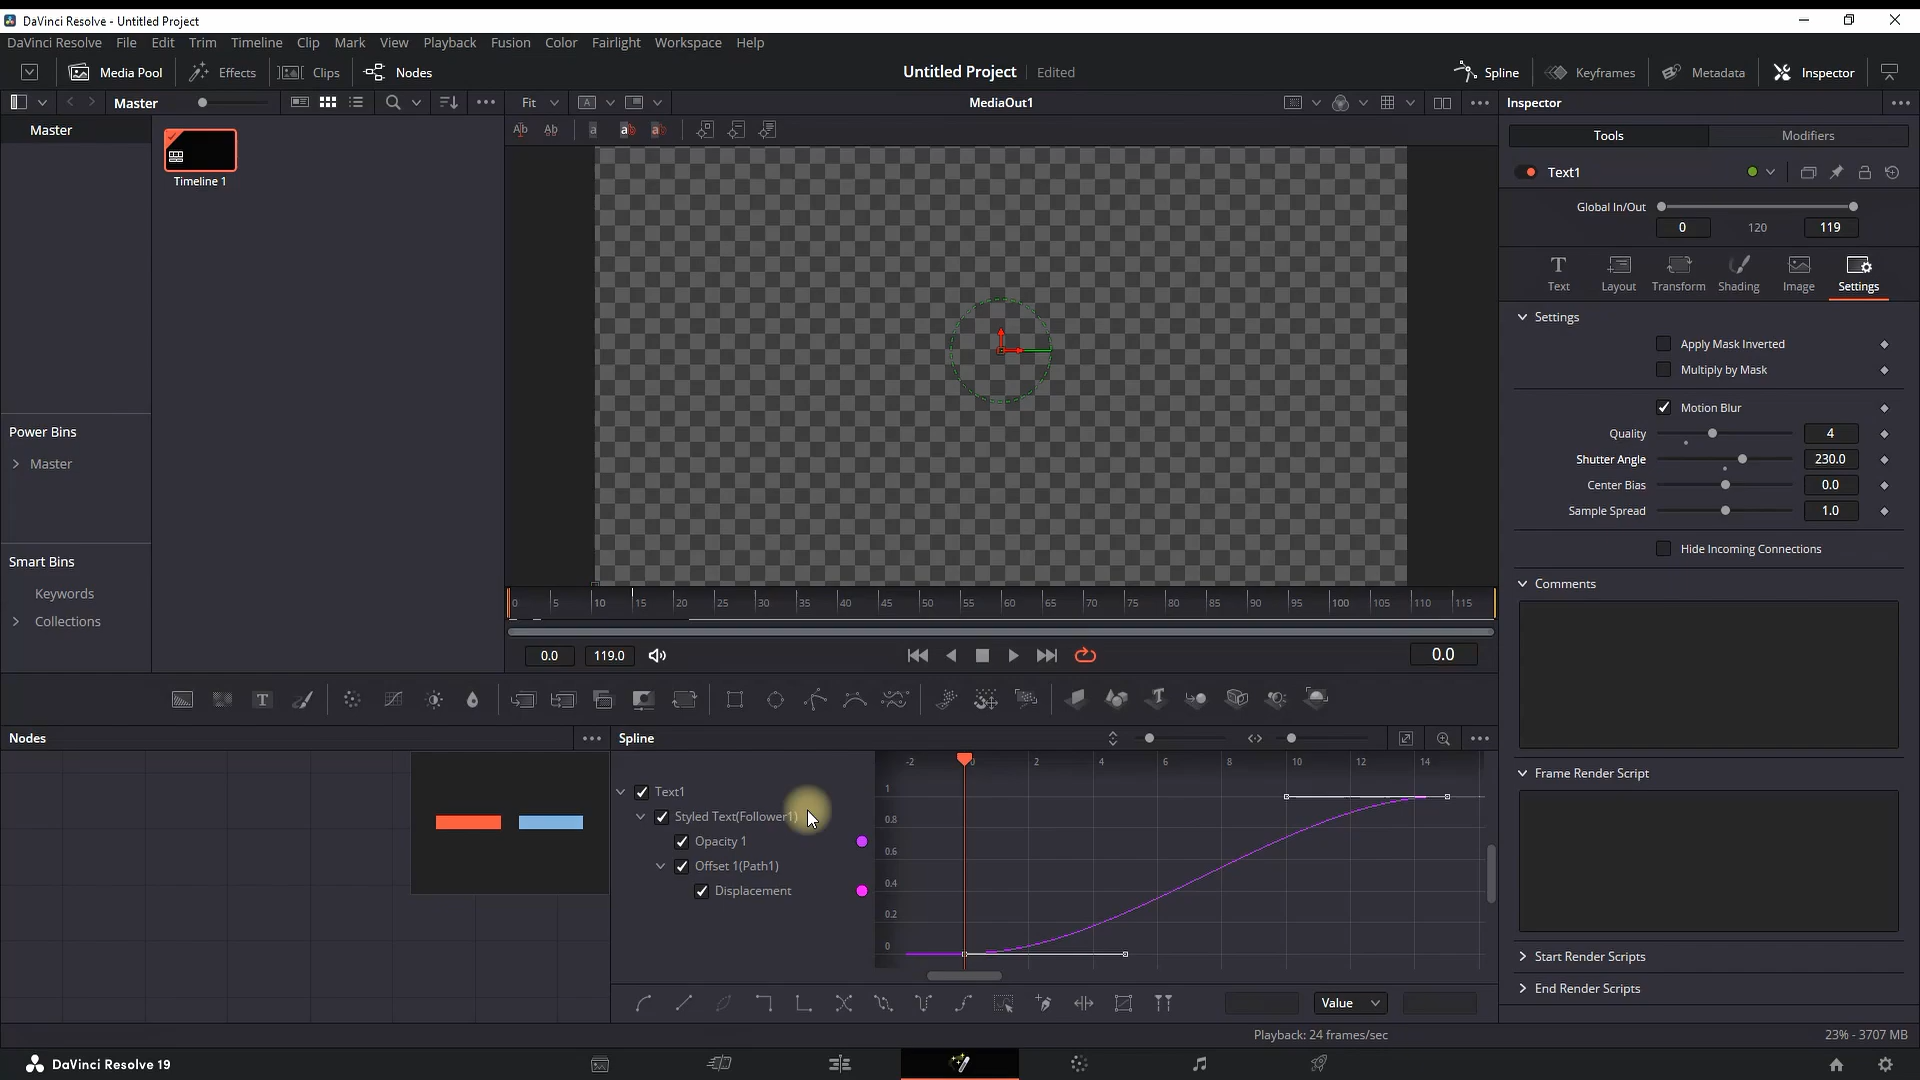 DaVinci Resolve - Untitled Project
DaVinci Resolve File Edit Trim Timeline Clip Mark View Playback Fusion Color Fairlight Workspace Help
Media Pool Effects Clips Nodes Untitled Project Edited Spline Keyframes Metadata Inspector
Master Fit MediaOut1 Inspector
Master
Timeline 1
Tools Modifiers
Text1
Global In/Out
0 120 119
Text Layout Transform Shading Image Settings
Settings
Apply Mask Inverted
Multiply by Mask
Motion Blur
Quality 4
Shutter Angle 230.0
Center Bias 0.0
Sample Spread 1.0
Hide Incoming Connections
Comments
Frame Render Script
Start Render Scripts
End Render Scripts
Power Bins
Master
Smart Bins
Keywords
Collections
0 5 10 15 20 25 30 35 40 45 50 55 60 65 70 75 80 85 90 95 100 105 110 115
0.0 119.0 0.0
Nodes Spline
-2 0 2 4 6 8 10 12 14
Text1
Styled Text(Follower1)
Opacity 1
Offset 1(Path1)
Displacement
1
0.8
0.6
0.4
0.2
0
Value
Playback: 24 frames/sec 23% - 3707 MB
DaVinci Resolve 19